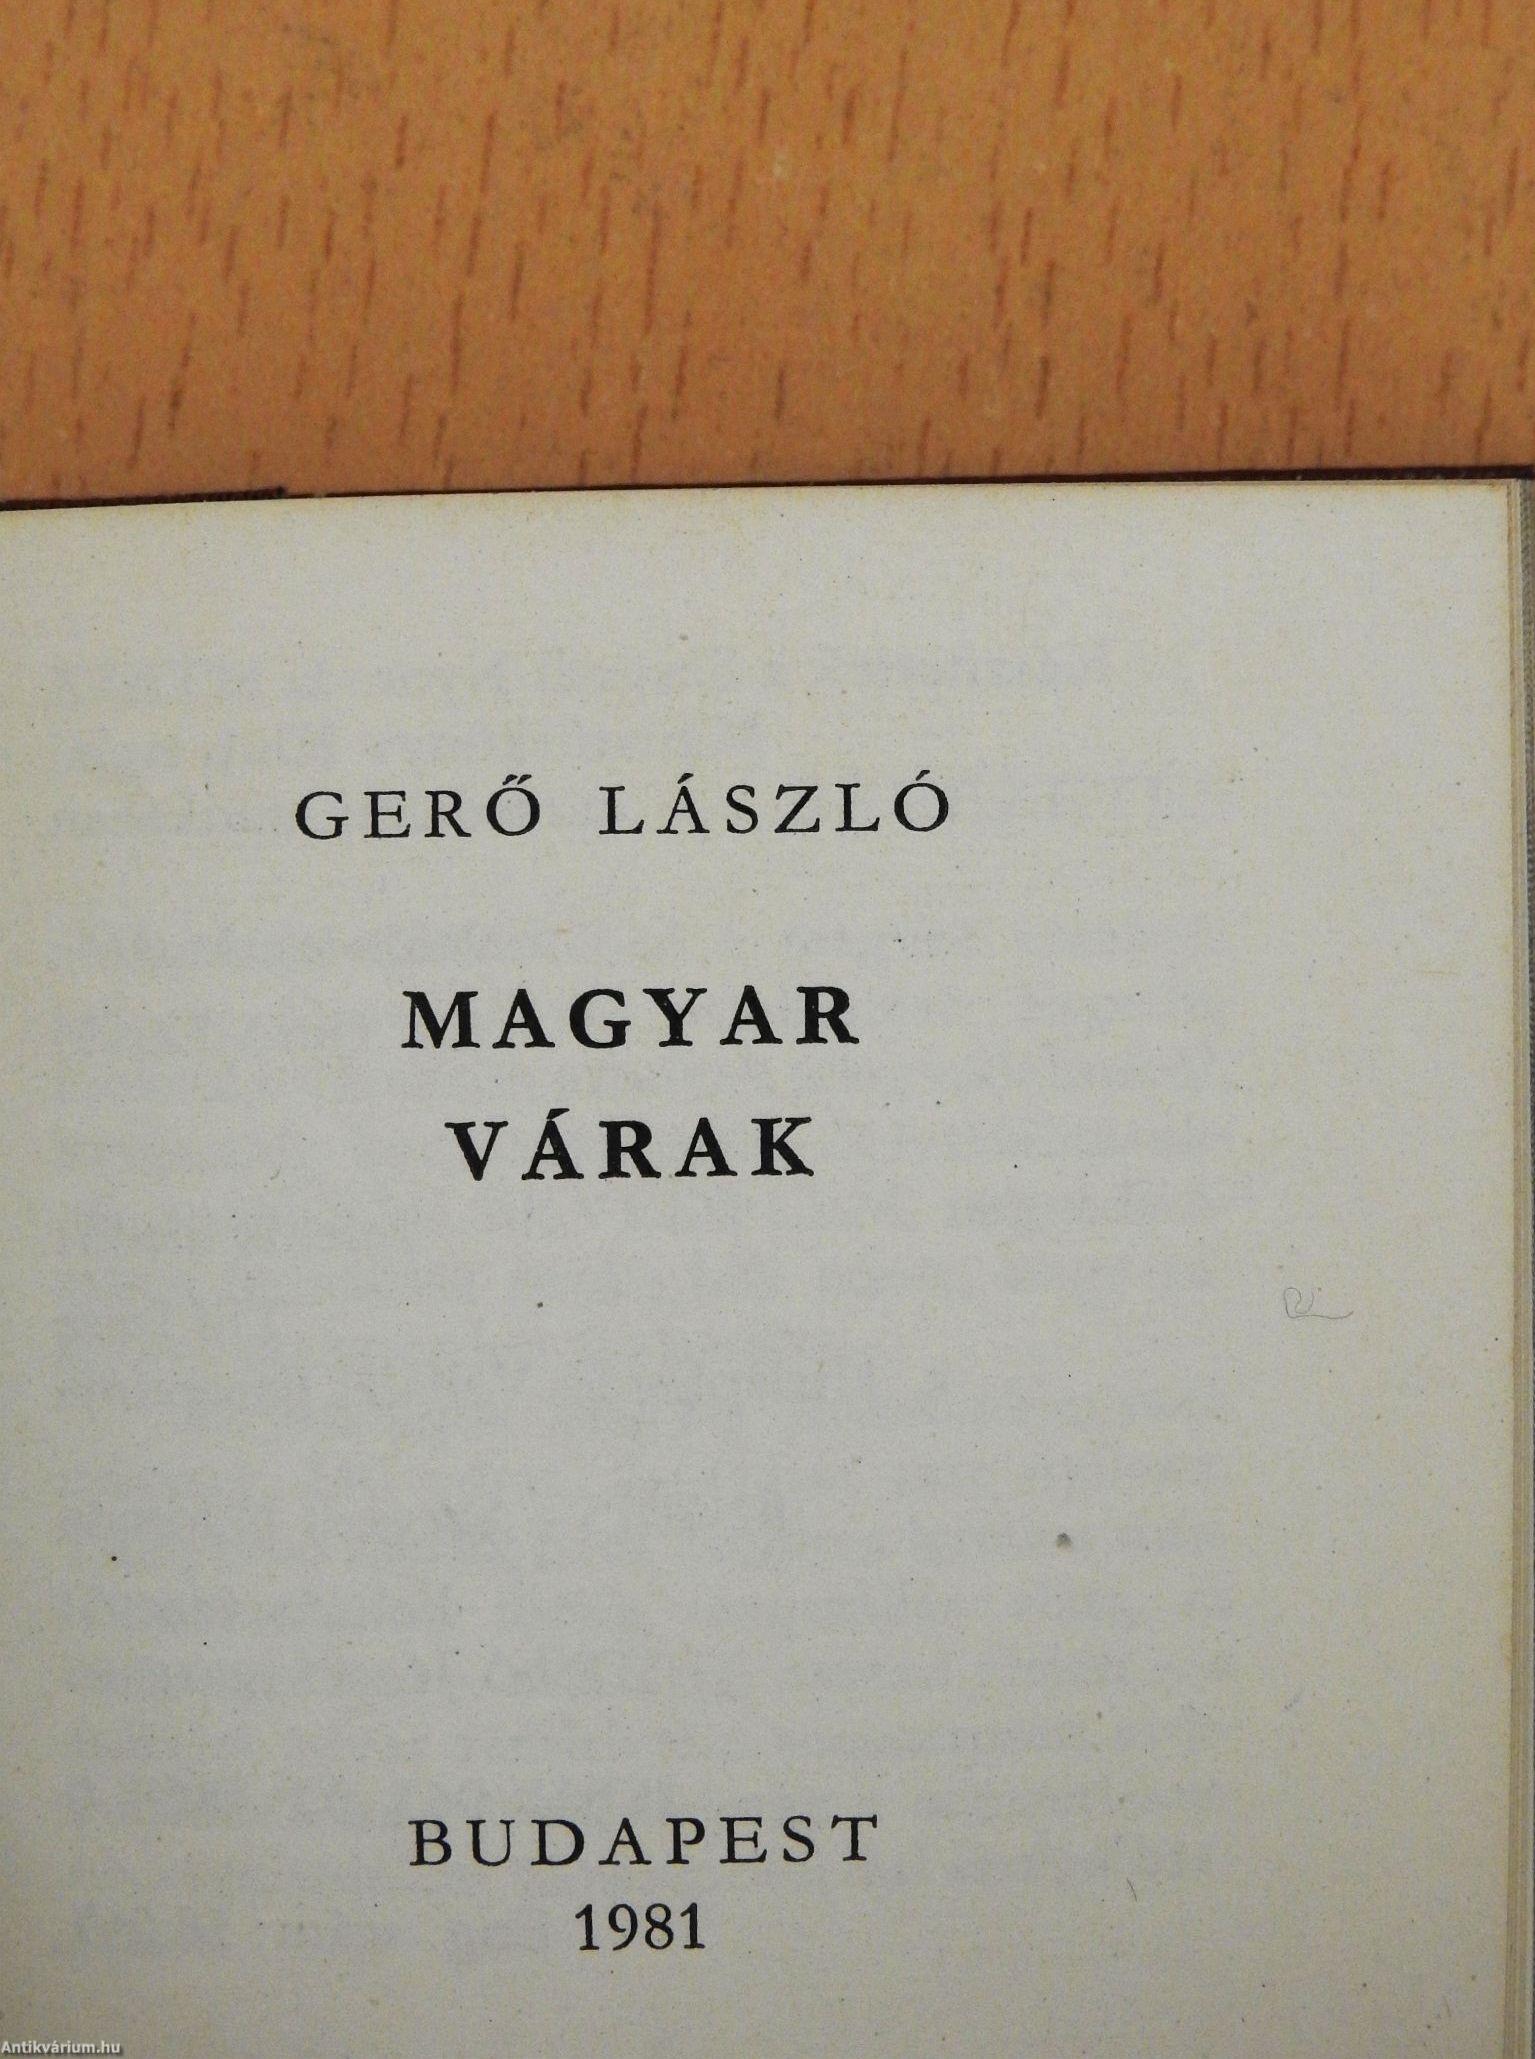 GERŐ LÁSZLÓ
MAGYAR
VÁRAK
BUDAPEST
1981
Antikvárium.hu